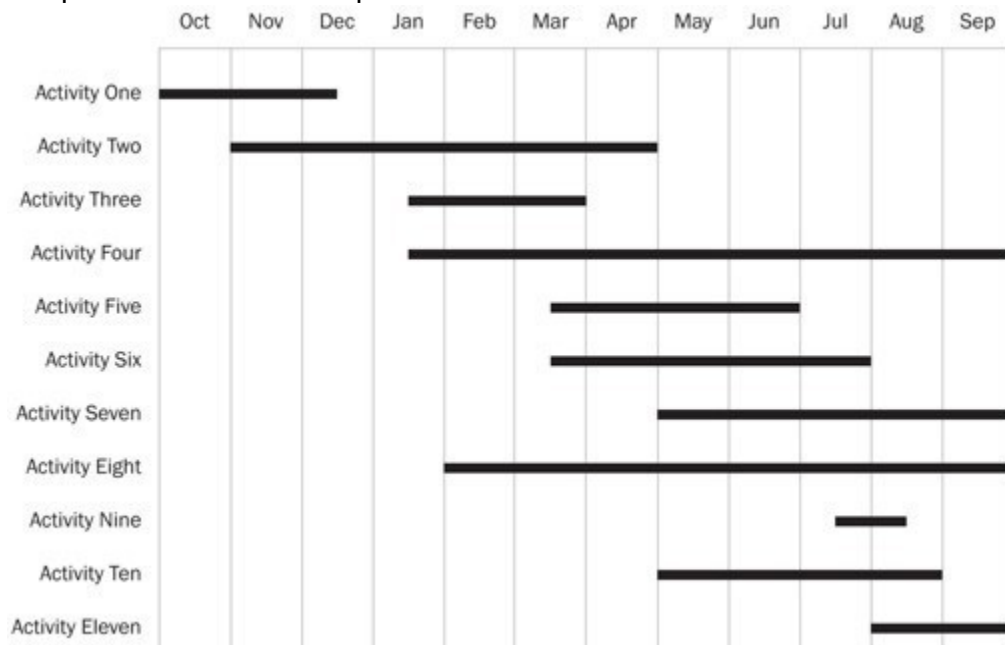 Oct Nov Dec Jan Feb Mar Apr May Jun Jul Aug Sep
Activity One
Activity Two
Activity Three
Activity Four
Activity Five
Activity Six
Activity Seven
Activity Eight
Activity Nine
Activity Ten
Activity Eleven